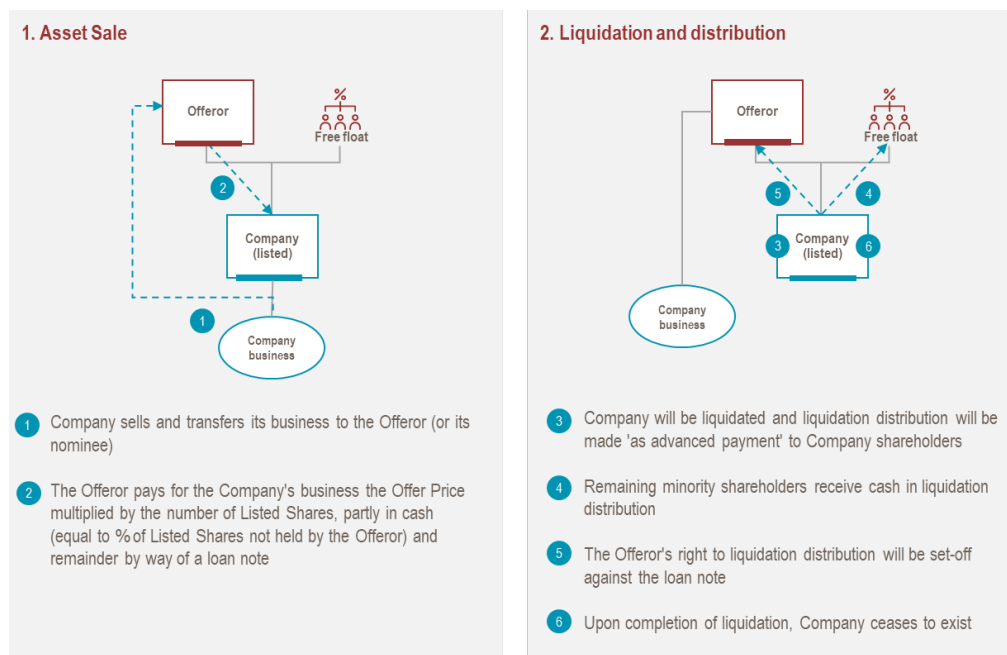 1. Asset Sale
Offeror
%
Free float
2
Company
(listed)
1
Company
business
1
Company sells and transfers its business to the Offeror (or its
nominee)
2
The Offeror pays for the Company's business the Offer Price
multiplied by the number of Listed Shares, partly in cash
(equal to % of Listed Shares not held by the Offeror) and
remainder by way of a loan note
2. Liquidation and distribution
Offeror
%
Free float
5
4
3
Company
(listed)
6
Company
business
3
Company will be liquidated and liquidation distribution will be
made 'as advanced payment' to Company shareholders
4
Remaining minority shareholders receive cash in liquidation
distribution
5
The Offeror's right to liquidation distribution will be set-off
against the loan note
6
Upon completion of liquidation, Company ceases to exist